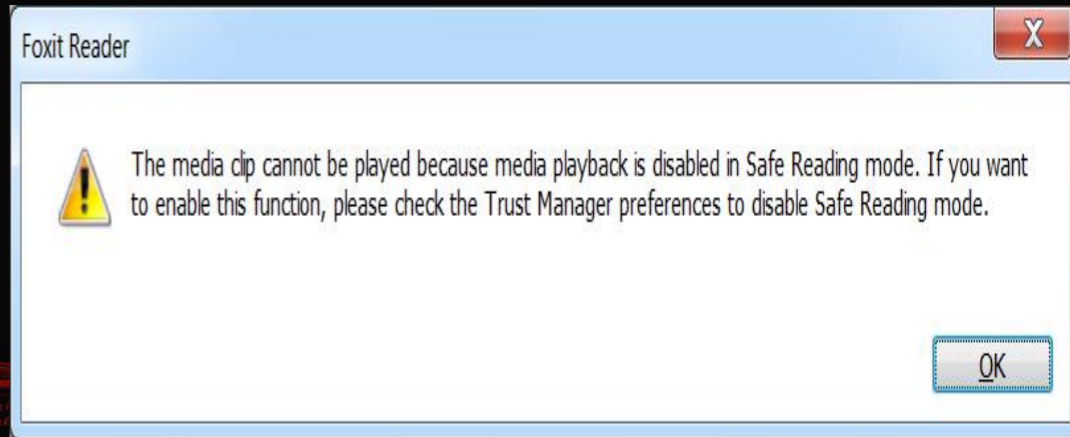 Foxit Reader
X
The media clip cannot be played because media playback is disabled in Safe Reading mode. If you want
to enable this function, please check the Trust Manager preferences to disable Safe Reading mode.
OK